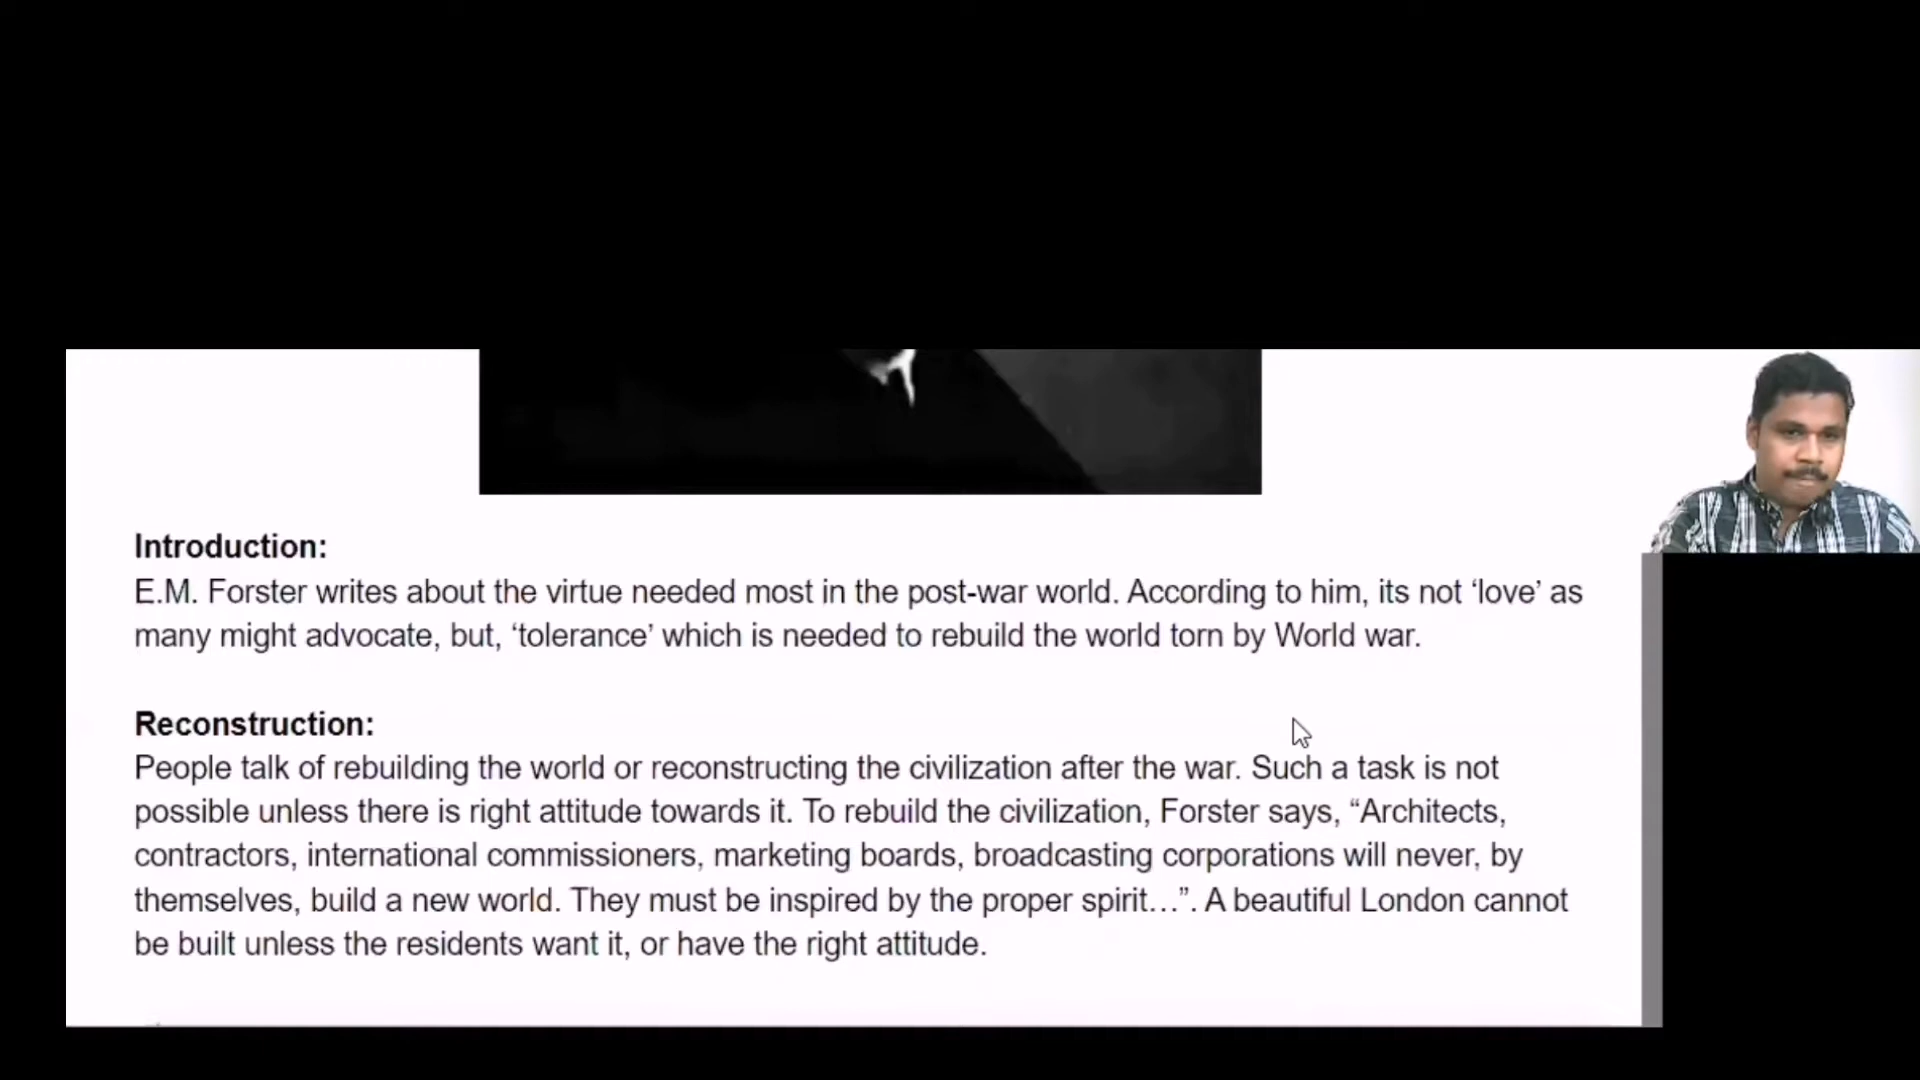 Introduction:
E.M. Forster writes about the virtue needed most in the post-war world. According to him, its not ‘love’ as
many might advocate, but, ‘tolerance’ which is needed to rebuild the world torn by World war.
Reconstruction:
People talk of rebuilding the world or reconstructing the civilization after the war. Such a task is not
possible unless there is right attitude towards it. To rebuild the civilization, Forster says, “Architects,
contractors, international commissioners, marketing boards, broadcasting corporations will never, by
themselves, build a new world. They must be inspired by the proper spirit…”. A beautiful London cannot
be built unless the residents want it, or have the right attitude.